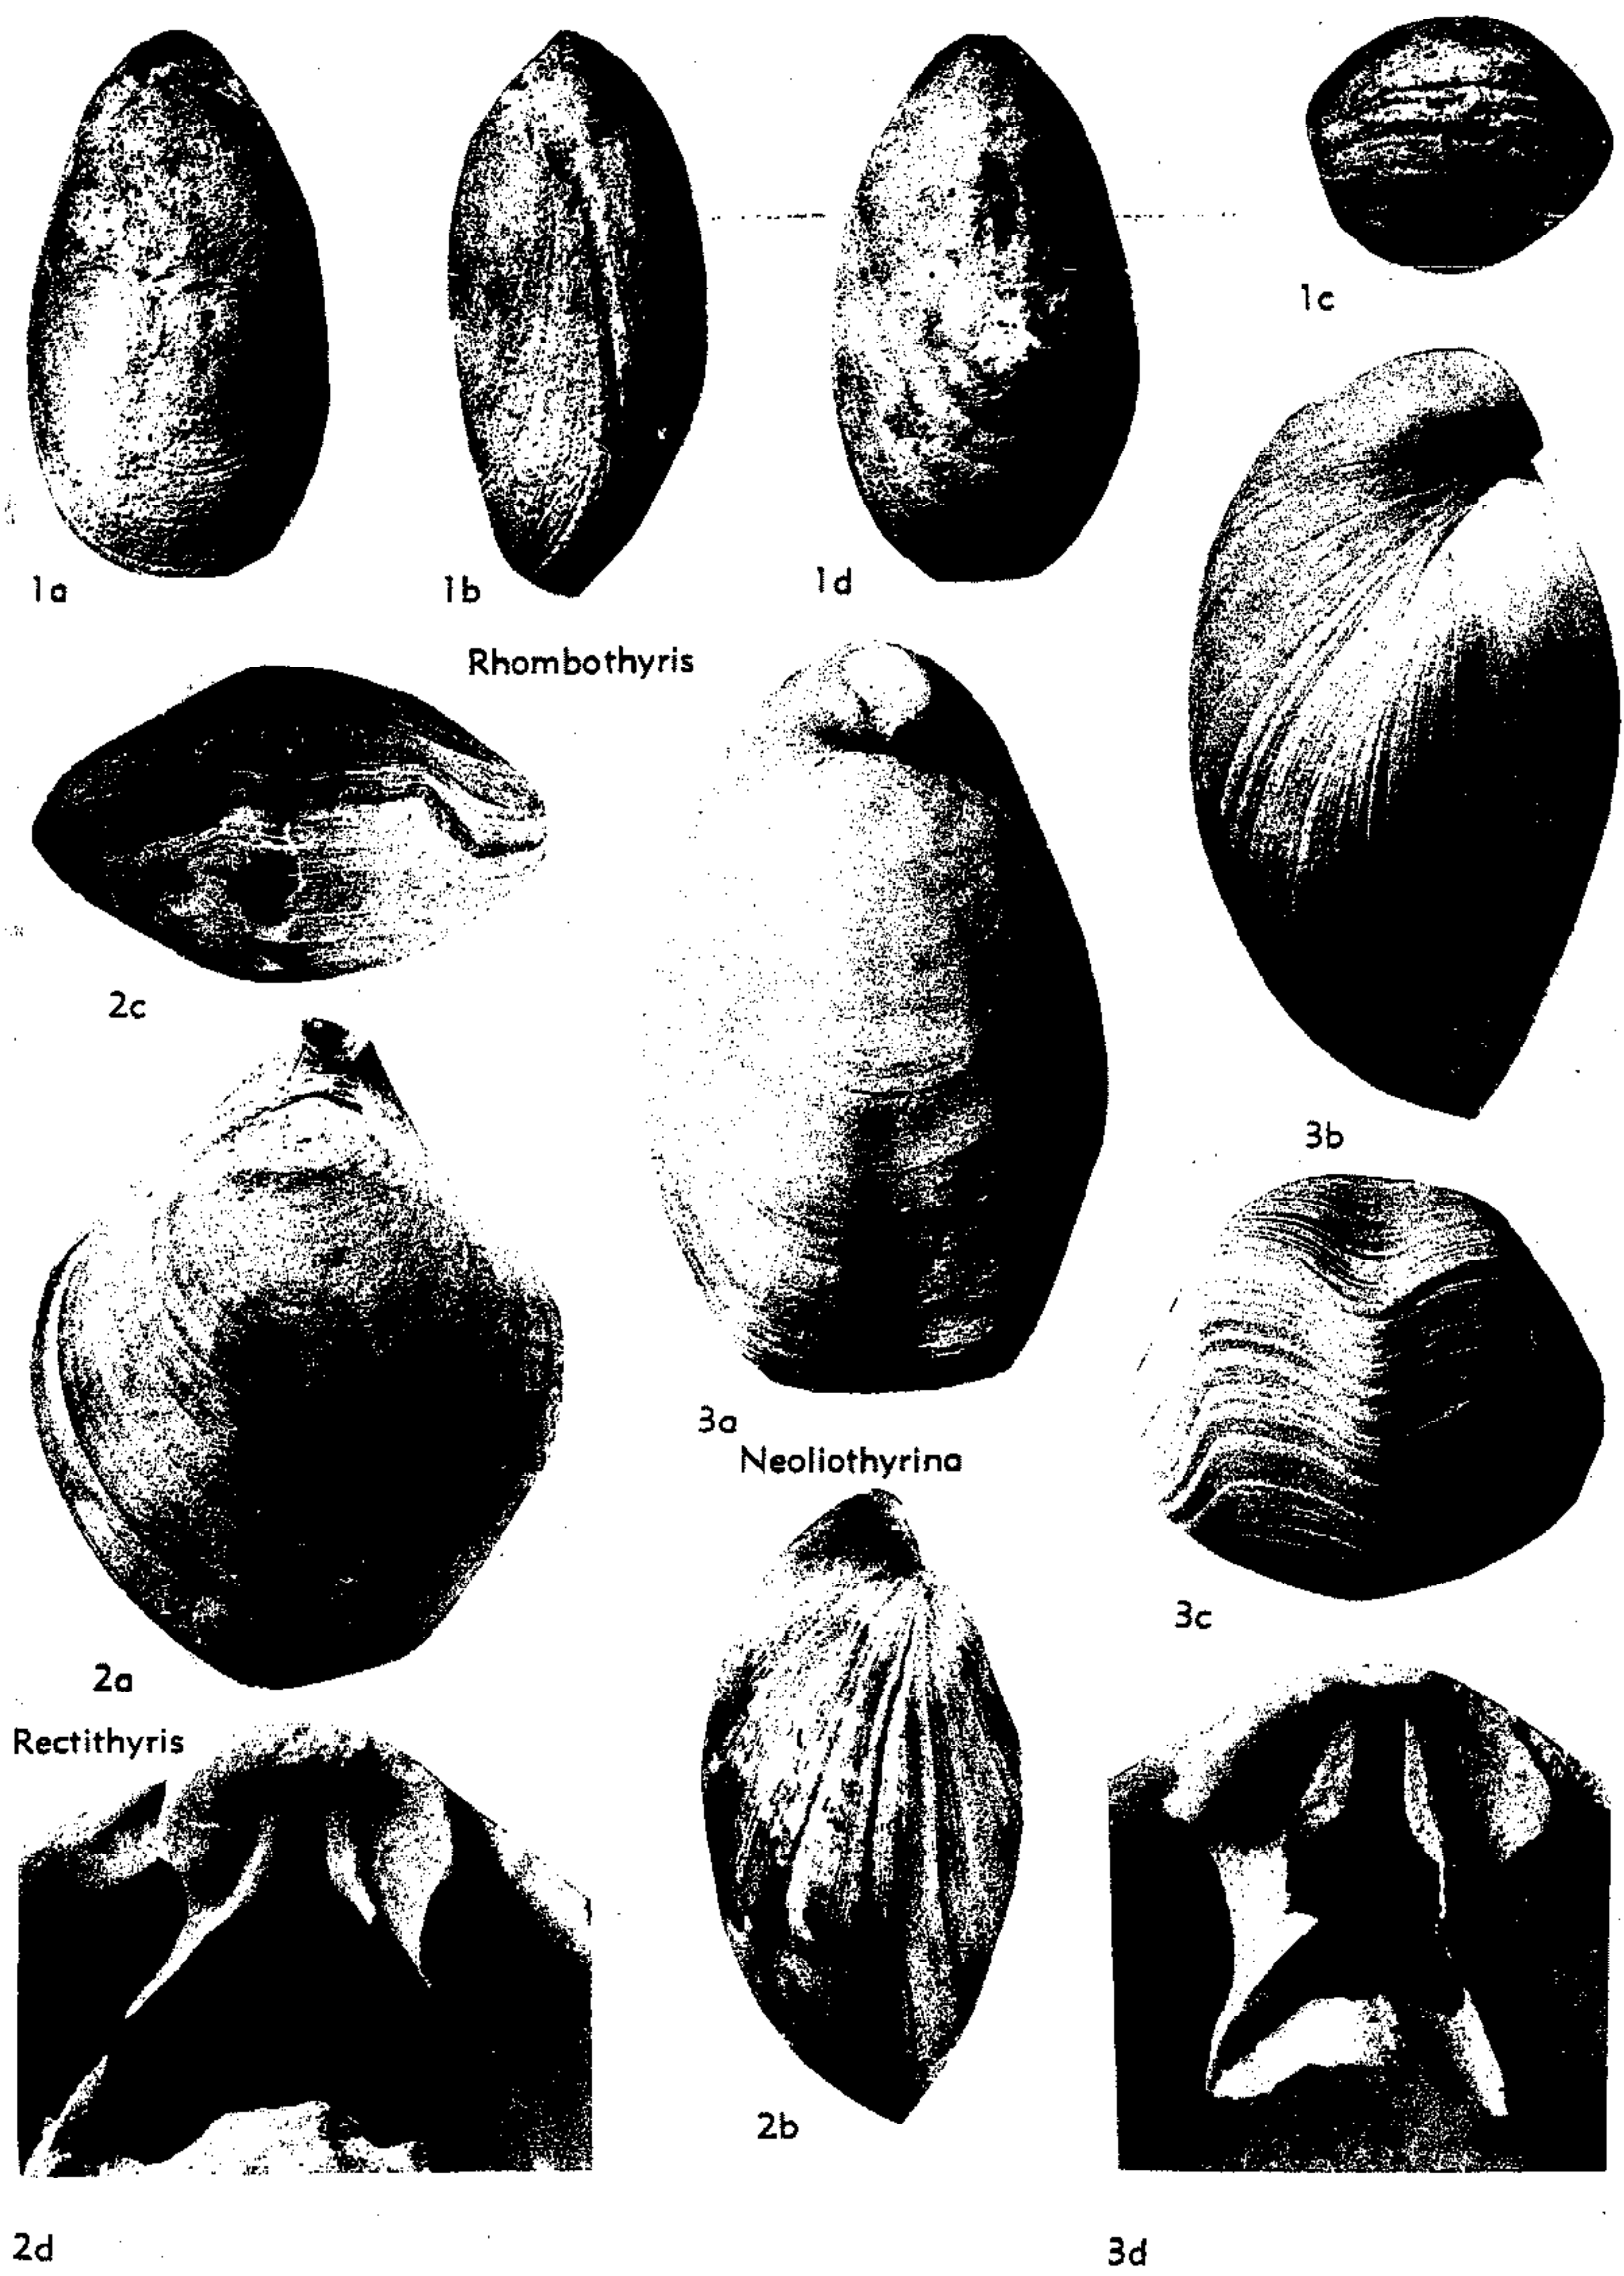 1a
1b
1d
1c
Rhombothyris
2c
3b
3a
Neoliothyrina
3c
2a
Rectithyris
2b
2d
3d